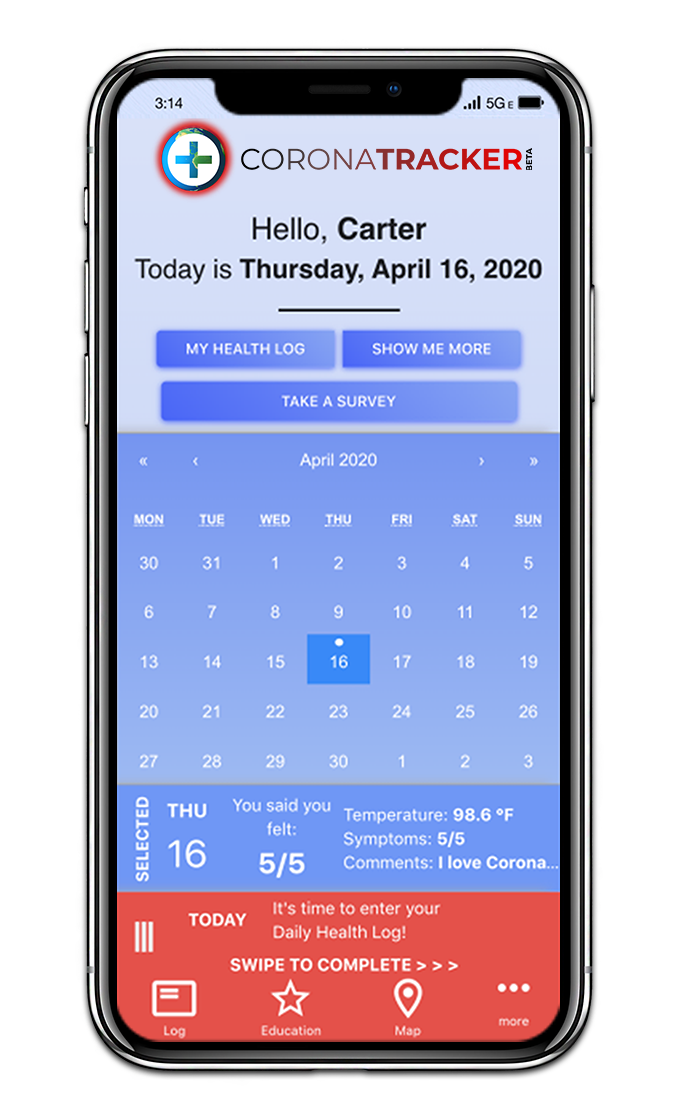 3:14 5G E
CORONATRACKER BETA
Hello, Carter
Today is Thursday, April 16, 2020
MY HEALTH LOG SHOW ME MORE
TAKE A SURVEY
« ‹ April 2020 › »
MON TUE WED THU FRI SAT SUN
30 31 1 2 3 4 5
6 7 8 9 10 11 12
13 14 15 16 17 18 19
20 21 22 23 24 25 26
27 28 29 30 1 2 3
SELECTED
THU
16
You said you
felt:
5/5
Temperature: 98.6 °F
Symptoms: 5/5
Comments: I love Corona...
TODAY
It's time to enter your
Daily Health Log!
SWIPE TO COMPLETE > > >
Log Education Map more